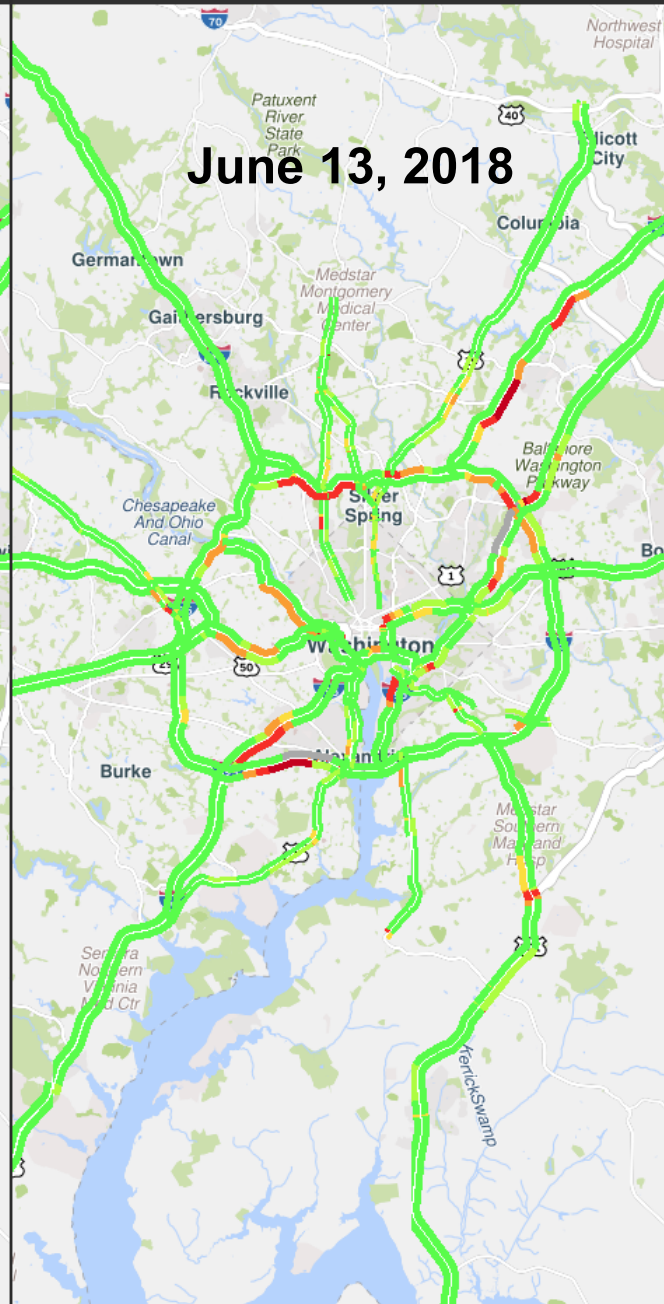 70
Northwest
Hospital
Patuxent
River
State
Park
40
June 13, 2018
City
Columbia
Germantown
Medstar
Montgomery
Medical
Center
Gaithersburg
Rockville
Baltimore
Washington
Parkway
Silver
Spring
Chesapeake
And Ohio
Canal
1
Washington
29
50
Alexandria
Burke
Medstar
Southern
Maryland
Hosp
Sentara
Northern
Virginia
Med Ctr